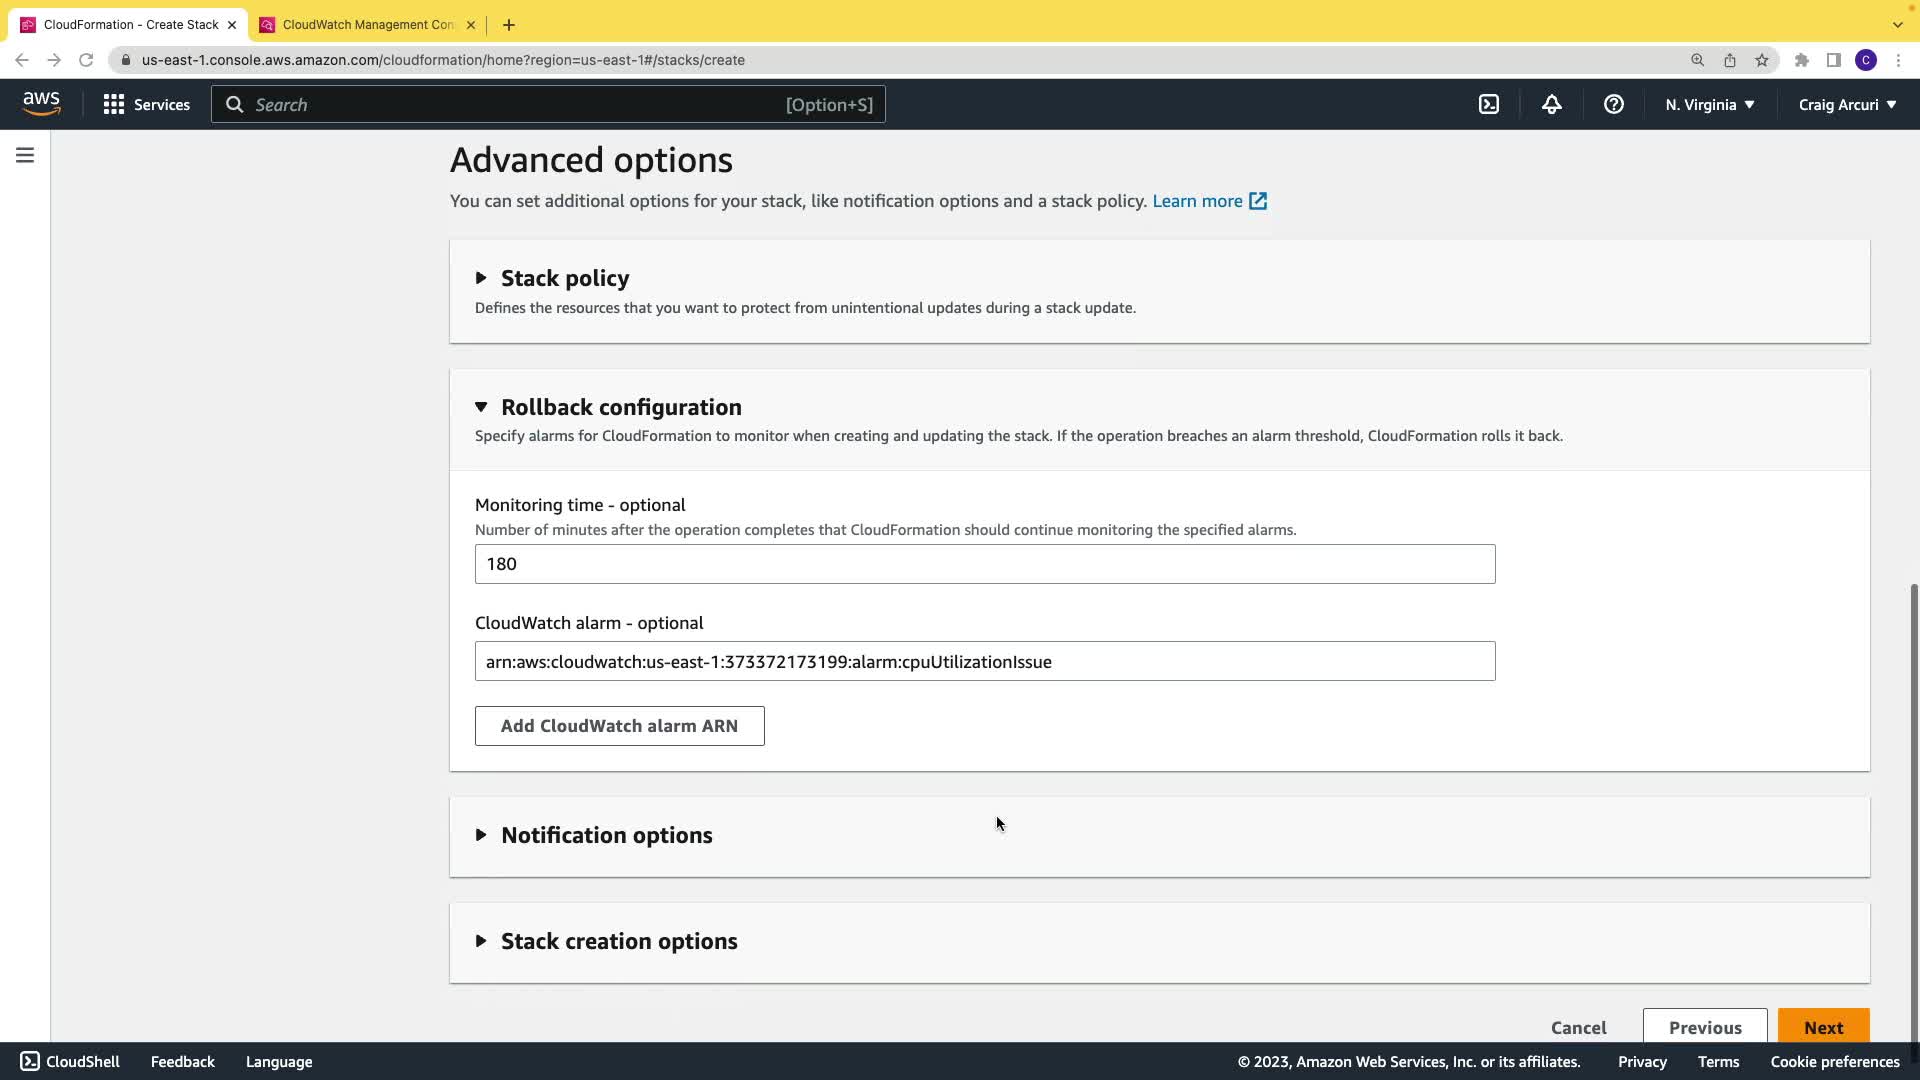 CloudFormation - Create Stack
CloudWatch Management Con
us-east-1.console.aws.amazon.com/cloudformation/home?region=us-east-1#/stacks/create
C
aws
Services
Search
[Option+S]
N. Virginia
Craig Arcuri
Advanced options
You can set additional options for your stack, like notification options and a stack policy. Learn more
Stack policy
Defines the resources that you want to protect from unintentional updates during a stack update.
Rollback configuration
Specify alarms for CloudFormation to monitor when creating and updating the stack. If the operation breaches an alarm threshold, CloudFormation rolls it back.
Monitoring time - optional
Number of minutes after the operation completes that CloudFormation should continue monitoring the specified alarms.
180
CloudWatch alarm - optional
arn:aws:cloudwatch:us-east-1:373372173199:alarm:cpuUtilizationIssue
Add CloudWatch alarm ARN
Notification options
Stack creation options
Cancel
Previous
Next
CloudShell
Feedback
Language
© 2023, Amazon Web Services, Inc. or its affiliates.
Privacy
Terms
Cookie preferences